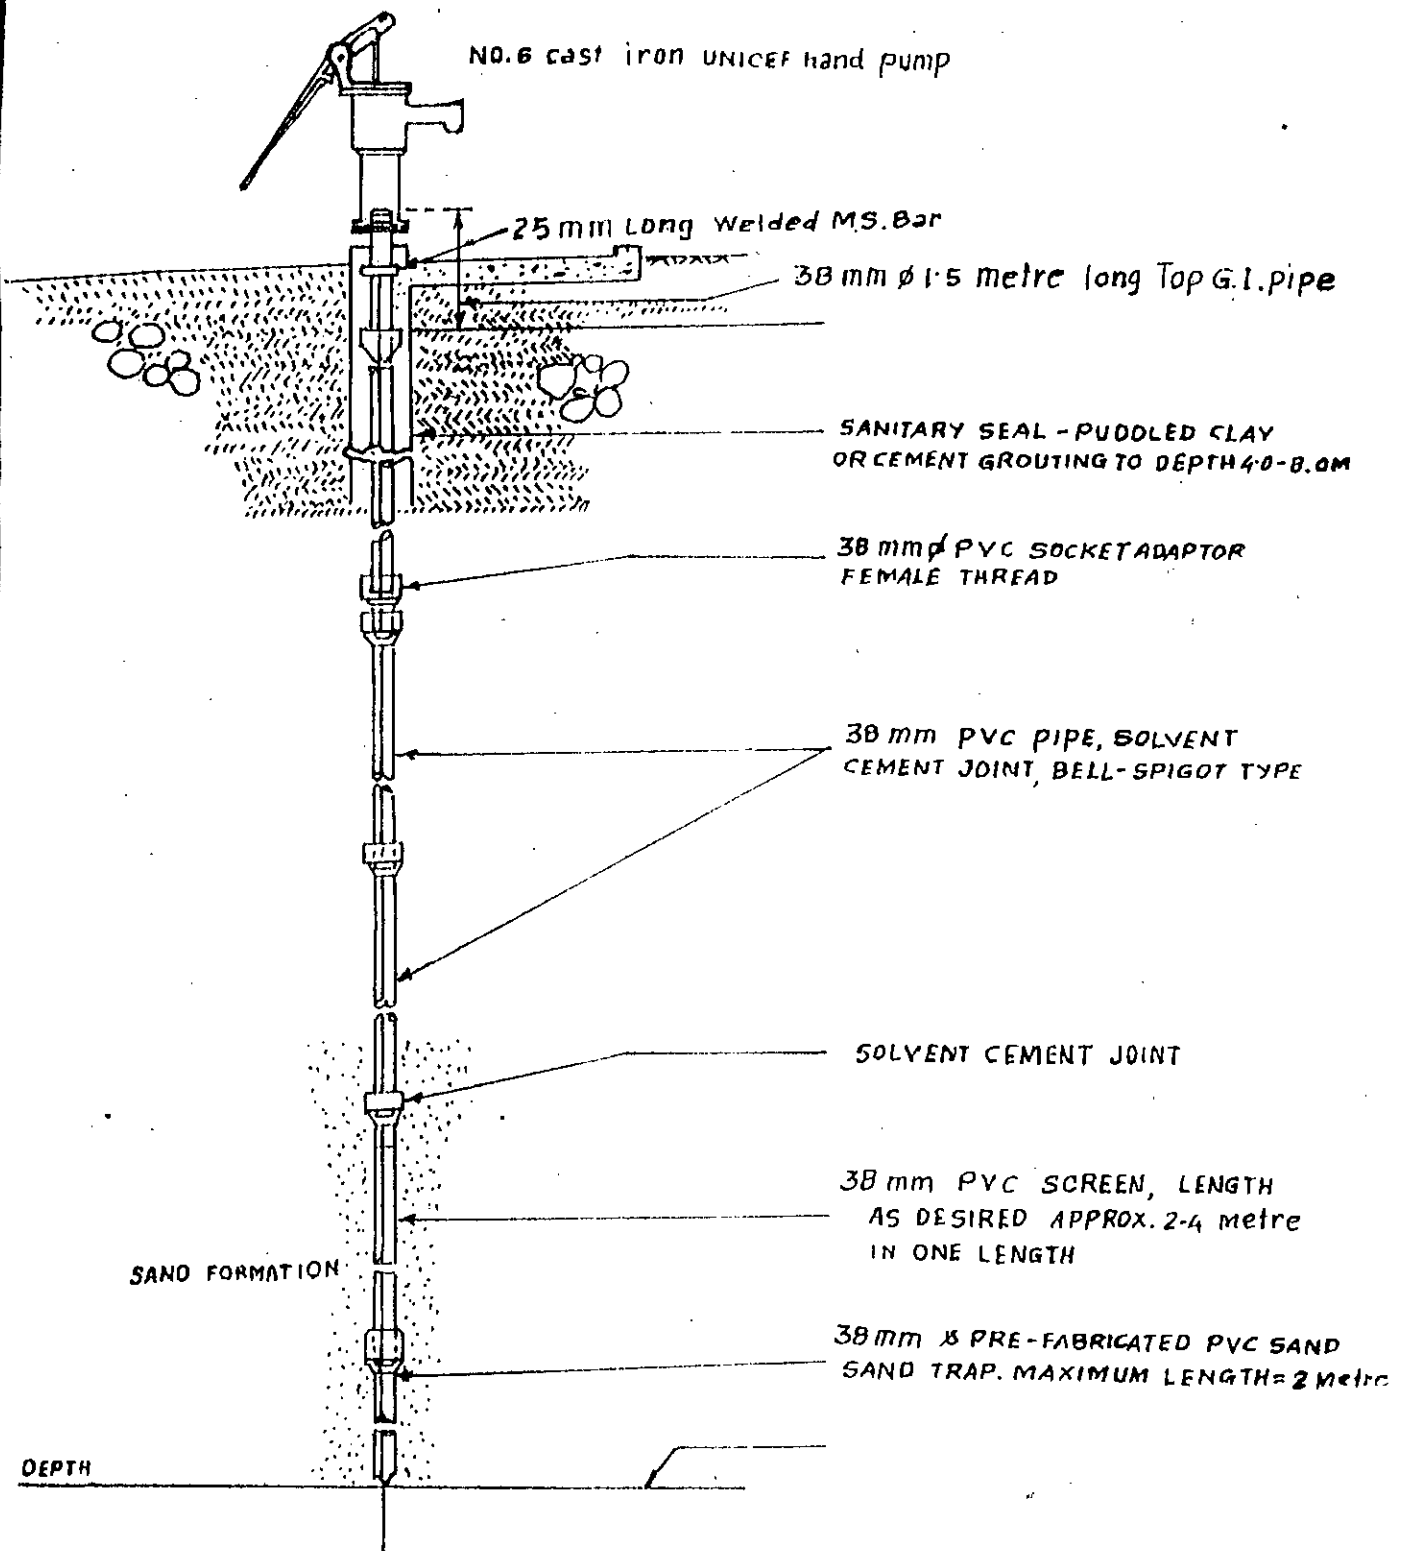 NO.6 cast iron UNICEF hand pump
25 mm Long Welded M.S.Bar
38 mm ø 1.5 metre long Top G.I. pipe
SANITARY SEAL - PUDDLED CLAY
OR CEMENT GROUTING TO DEPTH 4.0-8.0M
38 mm ø PVC SOCKET ADAPTOR
FEMALE THREAD
38 mm PVC PIPE, SOLVENT
CEMENT JOINT, BELL-SPIGOT TYPE
SOLVENT CEMENT JOINT
38 mm PVC SCREEN, LENGTH
AS DESIRED APPROX. 2-4 metre
IN ONE LENGTH
SAND FORMATION
38 mm ø PRE-FABRICATED PVC SAND
SAND TRAP. MAXIMUM LENGTH = 2 Metre
DEPTH